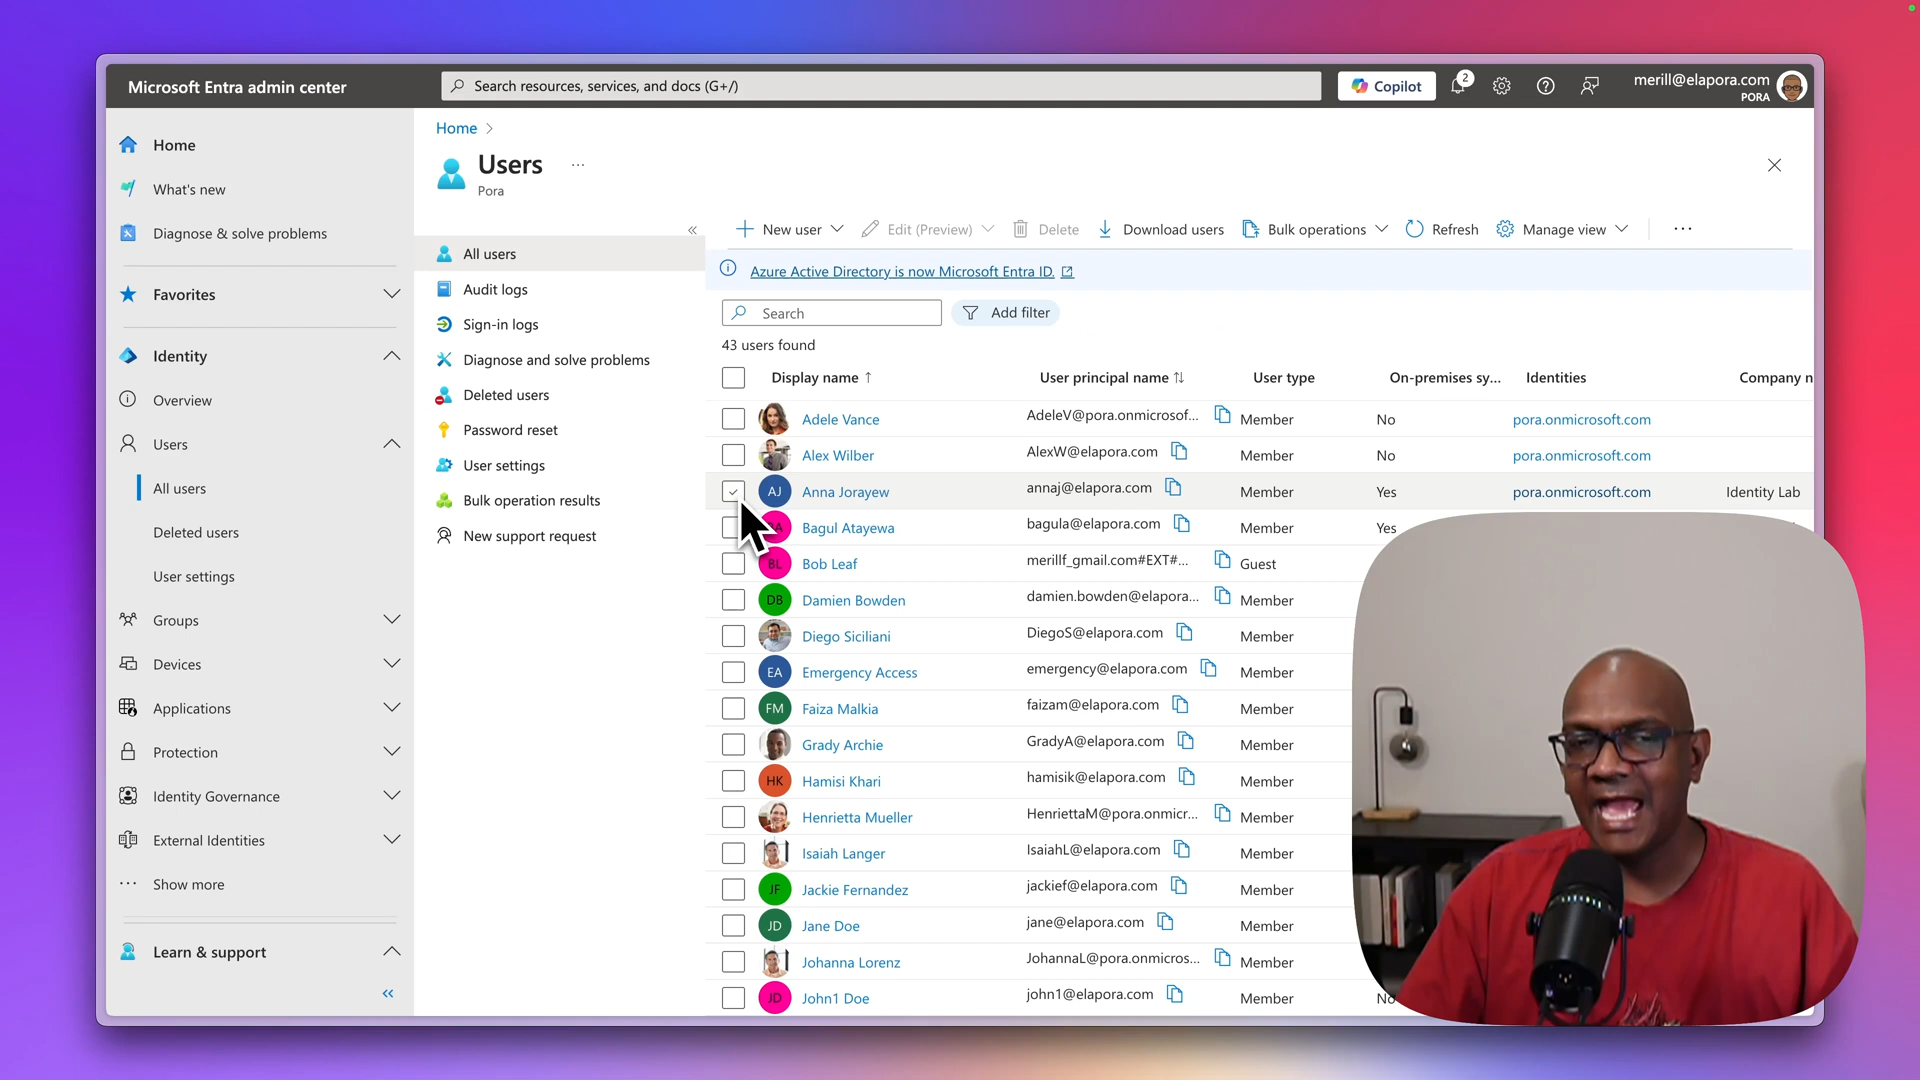 Microsoft Entra admin center
Search resources, services, and docs (G+/)
Copilot
2
merill@elapora.com
PORA
Home
What's new
Diagnose & solve problems
Favorites
Identity
Overview
Users
All users
Deleted users
User settings
Groups
Devices
Applications
Protection
Identity Governance
External Identities
Show more
Learn & support
Home
Users
Pora
All users
Audit logs
Sign-in logs
Diagnose and solve problems
Deleted users
Password reset
User settings
Bulk operation results
New support request
New user Edit (Preview) Delete Download users Bulk operations Refresh Manage view
Azure Active Directory is now Microsoft Entra ID.
Search Add filter
43 users found
Display name User principal name User type On-premises sy... Identities Company n
Adele Vance AdeleV@pora.onmicrosof... Member No pora.onmicrosoft.com
Alex Wilber AlexW@elapora.com Member No pora.onmicrosoft.com
AJ Anna Jorayew annaj@elapora.com Member Yes pora.onmicrosoft.com Identity Lab
Bagul Atayewa bagula@elapora.com Member Yes
BL Bob Leaf merillf_gmail.com#EXT#... Guest
DB Damien Bowden damien.bowden@elapora... Member
Diego Siciliani DiegoS@elapora.com Member
EA Emergency Access emergency@elapora.com Member
FM Faiza Malkia faizam@elapora.com Member
Grady Archie GradyA@elapora.com Member
HK Hamisi Khari hamisik@elapora.com Member
Henrietta Mueller HenriettaM@pora.onmicr... Member
Isaiah Langer IsaiahL@elapora.com Member
JF Jackie Fernandez jackief@elapora.com Member
JD Jane Doe jane@elapora.com Member
Johanna Lorenz JohannaL@pora.onmicros... Member
JD John1 Doe john1@elapora.com Member No